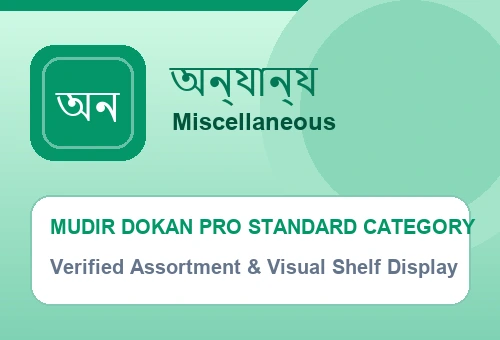 অন
অন্যান্য
Miscellaneous
MUDIR DOKAN PRO STANDARD CATEGORY
Verified Assortment & Visual Shelf Display